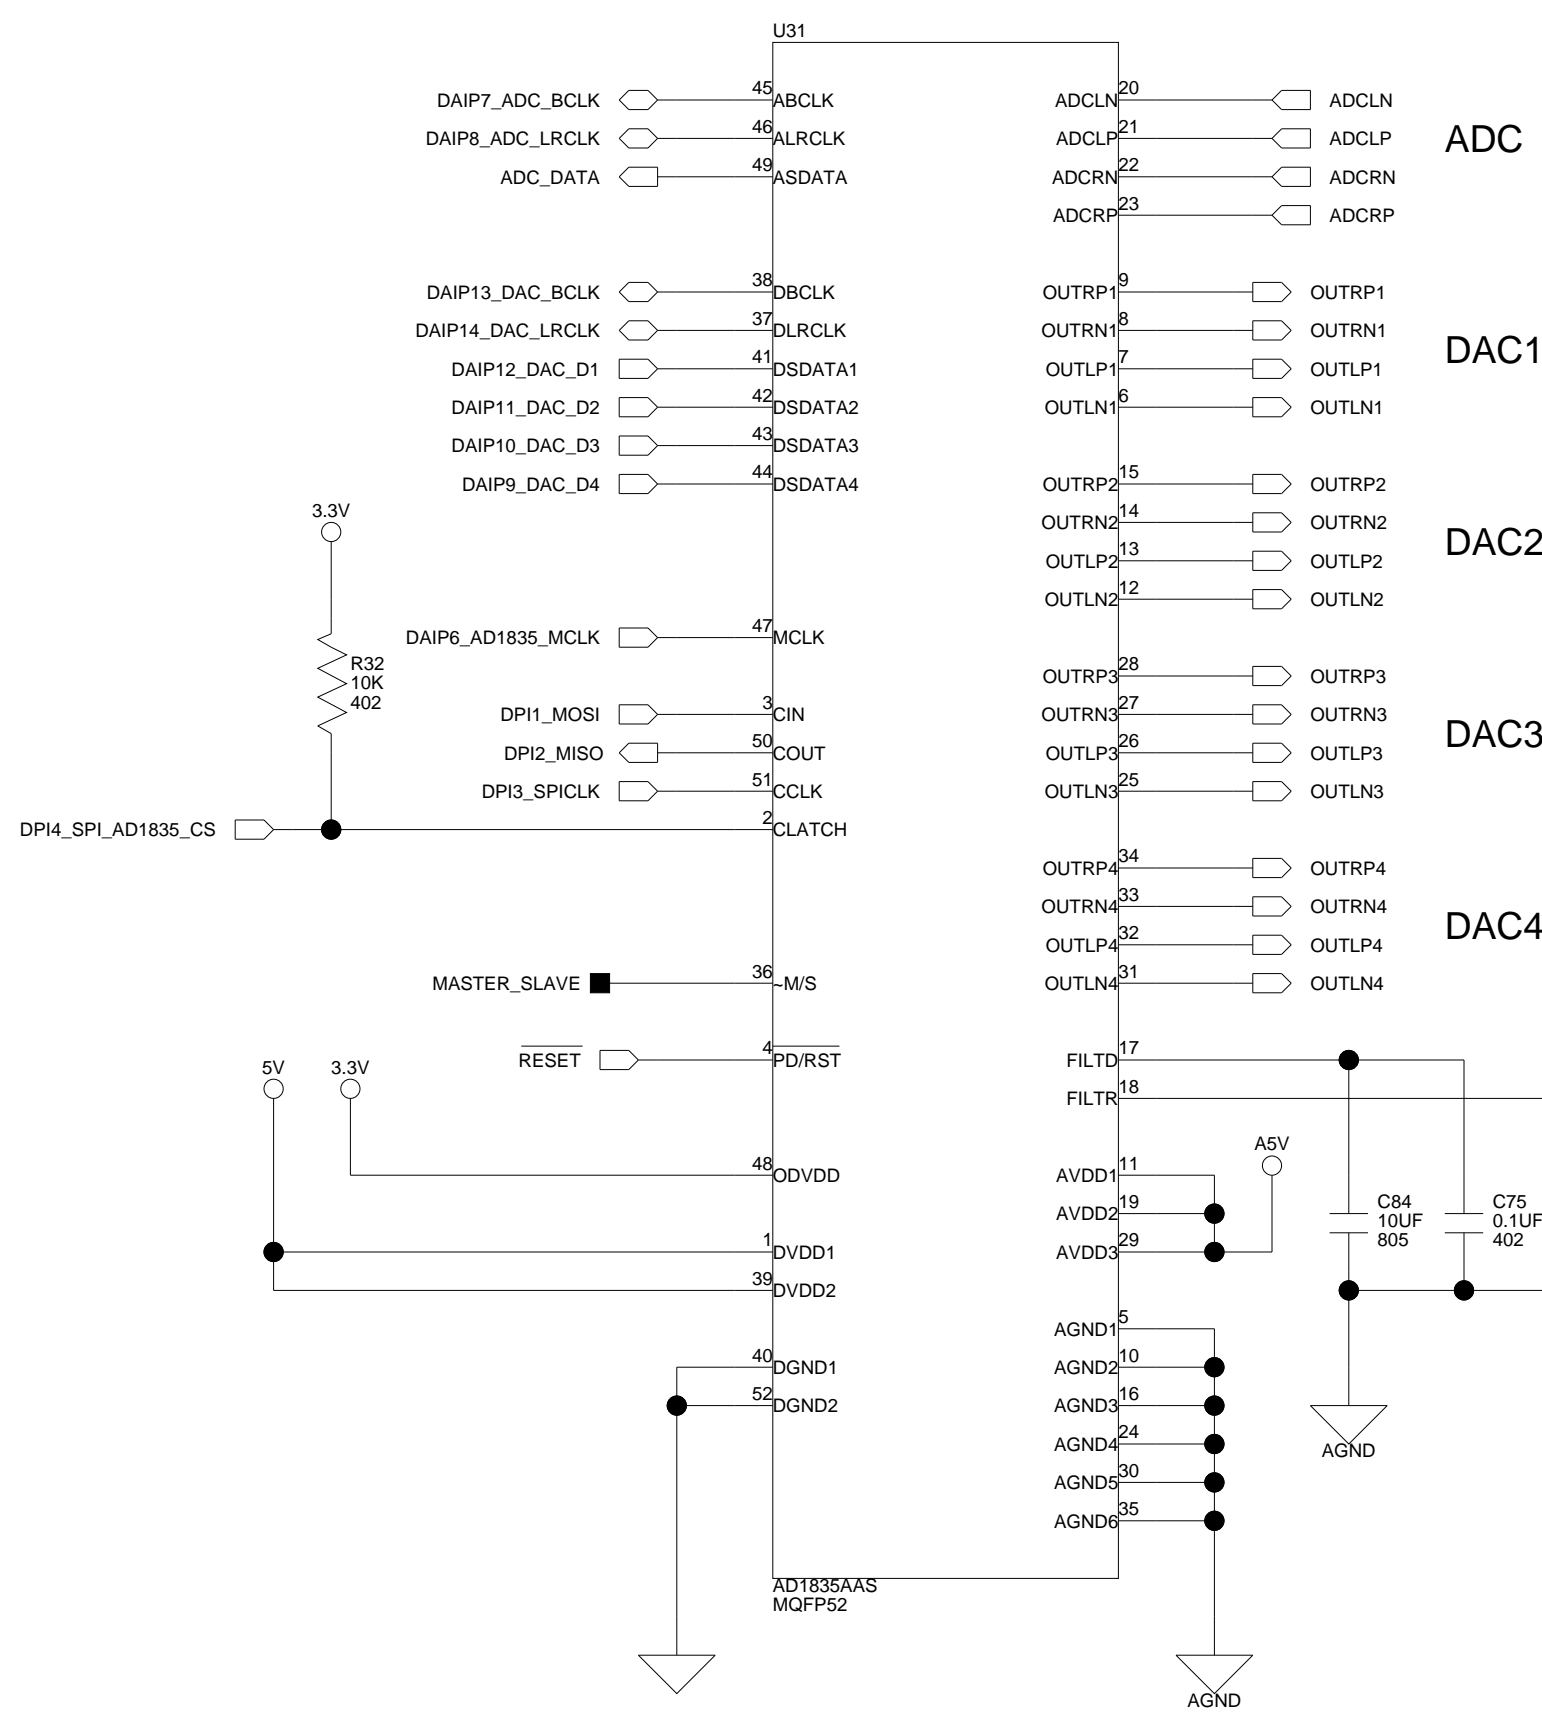 U31
DAIP7_ADC_BCLK 45 ABCLK ADCLN 20 ADCLN
DAIP8_ADC_LRCLK 46 ALRCLK ADCLP 21 ADCLP ADC
ADC_DATA 49 ASDATA ADCRN 22 ADCRN
ADCRP 23 ADCRP
DAIP13_DAC_BCLK 38 DBCLK OUTRP1 9 OUTRP1
DAIP14_DAC_LRCLK 37 DLRCLK OUTRN1 8 OUTRN1
DAC1
DAIP12_DAC_D1 41 DSDATA1 OUTLP1 7 OUTLP1
DAIP11_DAC_D2 42 DSDATA2 OUTLN1 6 OUTLN1
DAIP10_DAC_D3 43 DSDATA3
DAIP9_DAC_D4 44 DSDATA4 OUTRP2 15 OUTRP2
3.3V
OUTRN2 14 OUTRN2
DAC2
OUTLP2 13 OUTLP2
OUTLN2 12 OUTLN2
DAIP6_AD1835_MCLK 47 MCLK
R32
10K
402
OUTRP3 28 OUTRP3
DPI1_MOSI 3 CIN OUTRN3 27 OUTRN3
DAC3
DPI2_MISO 50 COUT OUTLP3 26 OUTLP3
DPI3_SPICLK 51 CCLK OUTLN3 25 OUTLN3
DPI4_SPI_AD1835_CS 2 CLATCH
OUTRP4 34 OUTRP4
OUTRN4 33 OUTRN4
DAC4
OUTLP4 32 OUTLP4
MASTER_SLAVE 36 ~M/S OUTLN4 31 OUTLN4
RESET 4 PD/RST FILTD 17
5V 3.3V
FILTR 18
A5V
48 ODVDD AVDD1 11
AVDD2 19
1 DVDD1 AVDD3 29
C84
10UF
805
C75
0.1UF
402
39 DVDD2
AGND1 5
40 DGND1 AGND2 10
52 DGND2 AGND3 16
AGND4 24
AGND
AGND5 30
AGND6 35
AD1835AAS
MQFP52
AGND